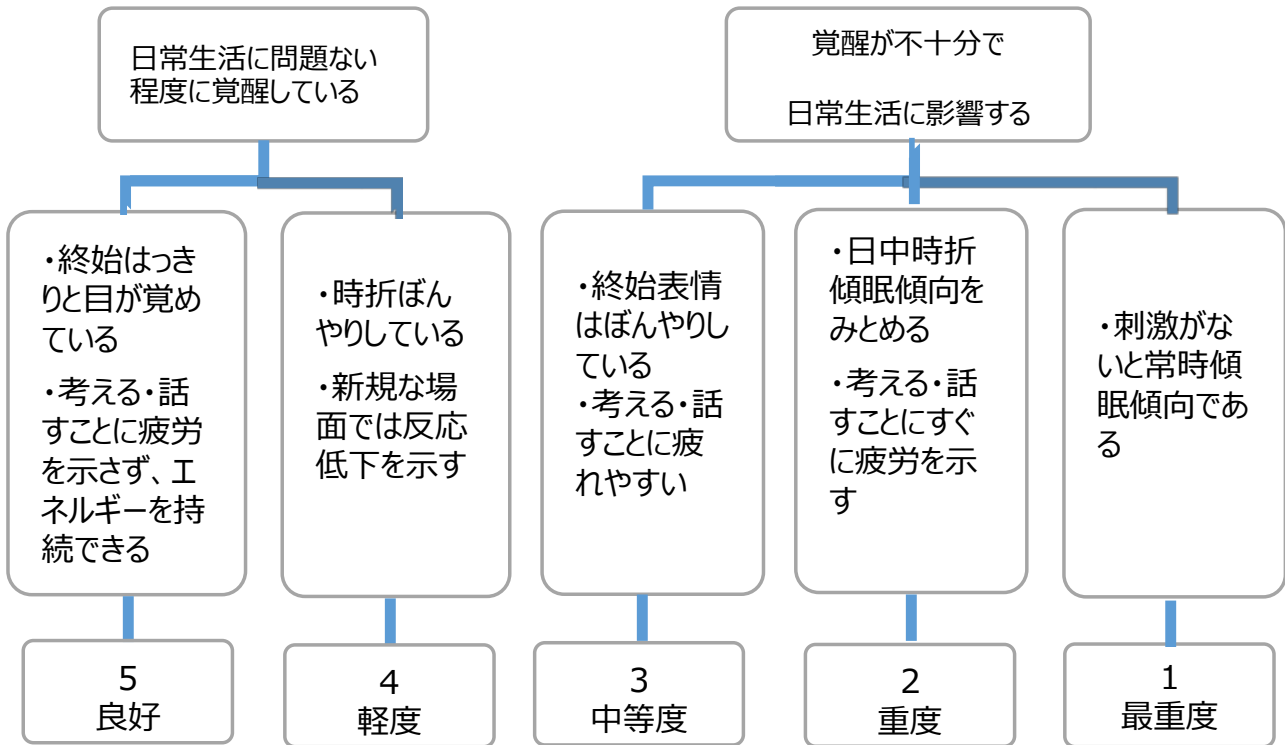 日常生活に問題ない
程度に覚醒している
覚醒が不十分で
日常生活に影響する
・終始はっき
りと目が覚め
ている
・考える・話
すことに疲労
を示さず、エ
ネルギーを持
続できる
・時折ぼん
やりしている
・新規な場
面では反応
低下を示す
・終始表情
はぼんやりし
ている
・考える・話
すことに疲
れやすい
・日中時折
傾眠傾向を
みとめる
・考える・話
すことにすぐ
に疲労を示
す
・刺激がな
いと常時傾
眠傾向であ
る
5
良好
4
軽度
3
中等度
2
重度
1
最重度